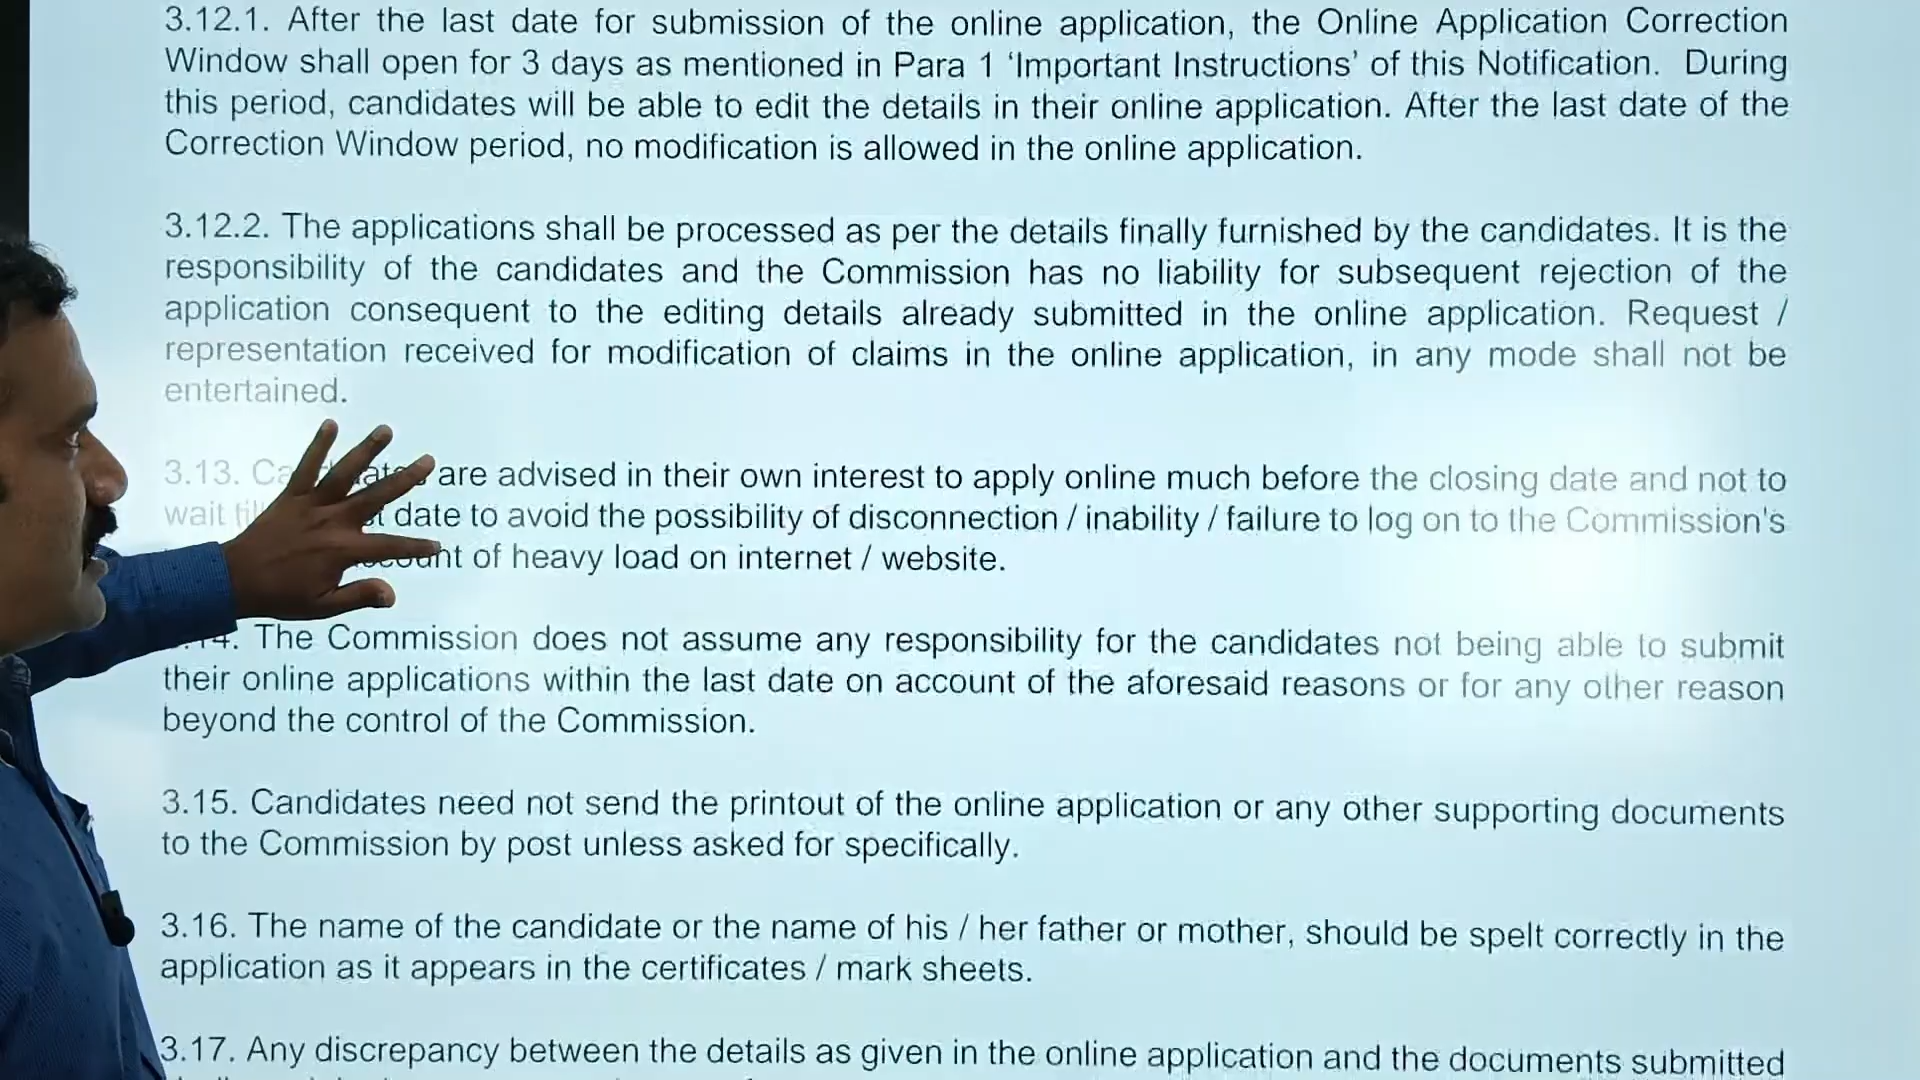 3.12.1. After the last date for submission of the online application, the Online Application Correction
Window shall open for 3 days as mentioned in Para 1 ‘Important Instructions’ of this Notification. During
this period, candidates will be able to edit the details in their online application. After the last date of the
Correction Window period, no modification is allowed in the online application.
3.12.2. The applications shall be processed as per the details finally furnished by the candidates. It is the
responsibility of the candidates and the Commission has no liability for subsequent rejection of the
application consequent to the editing details already submitted in the online application. Request /
representation received for modification of claims in the online application, in any mode shall not be
entertained.
3.13. are advised in their own interest to apply online much before the closing date and not to
wait date to avoid the possibility of disconnection / inability / failure to log on to the Commission's
of heavy load on internet / website.
The Commission does not assume any responsibility for the candidates not being able to submit
their online applications within the last date on account of the aforesaid reasons or for any other reason
beyond the control of the Commission.
3.15. Candidates need not send the printout of the online application or any other supporting documents
to the Commission by post unless asked for specifically.
3.16. The name of the candidate or the name of his / her father or mother, should be spelt correctly in the
application as it appears in the certificates / mark sheets.
3.17. Any discrepancy between the details as given in the online application and the documents submitted